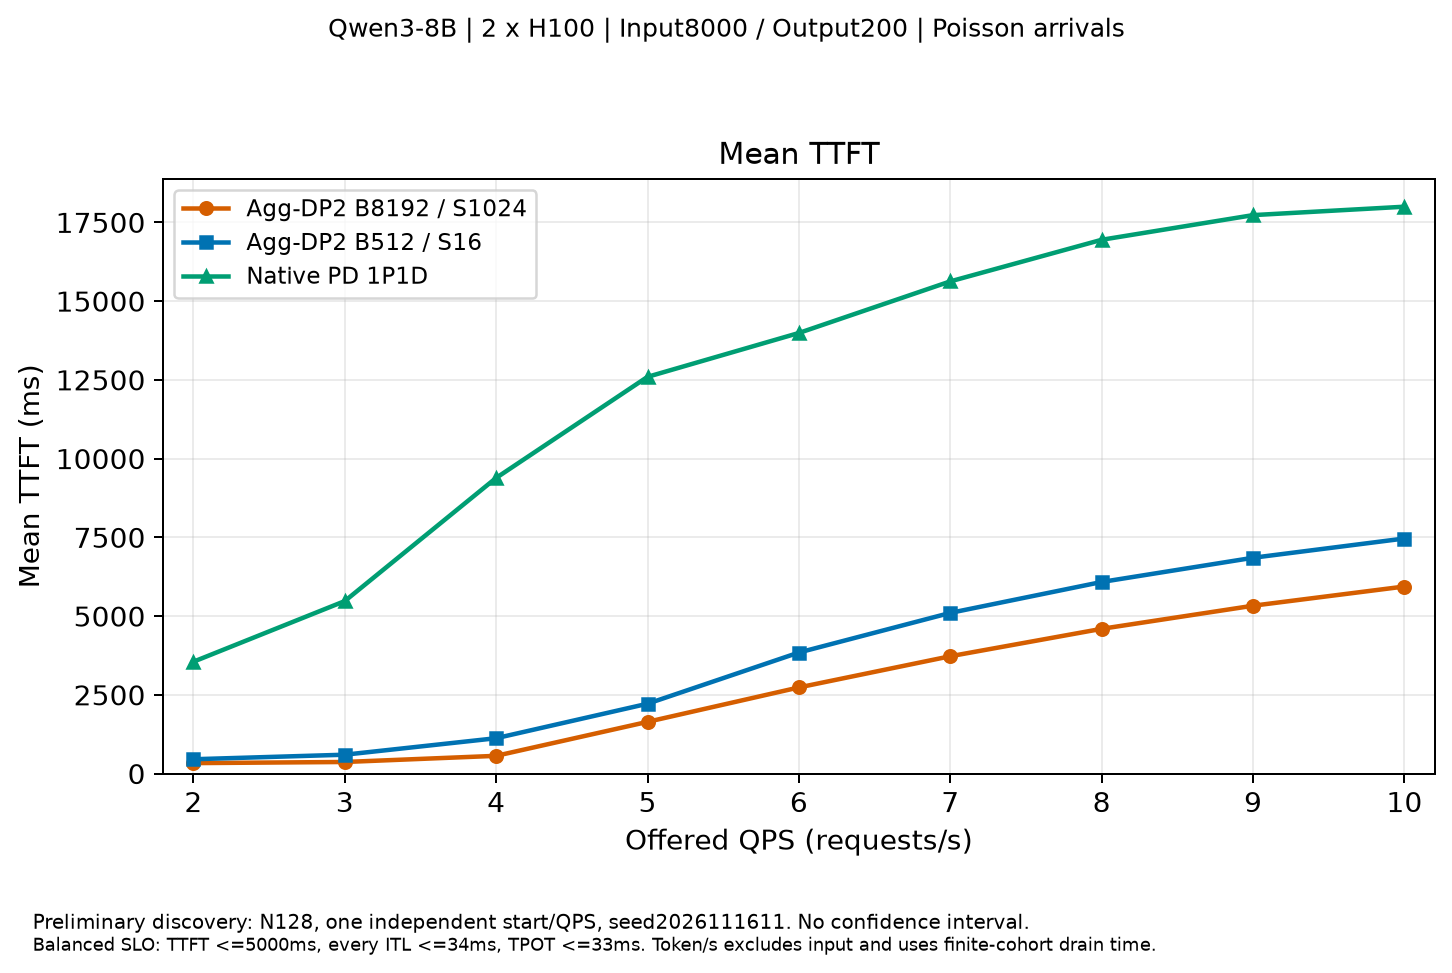 Qwen3-8B | 2 x H100 | Input8000 / Output200 | Poisson arrivals
Mean TTFT
Agg-DP2 B8192 / S1024
Agg-DP2 B512 / S16
Native PD 1P1D
Mean TTFT (ms)
17500
15000
12500
10000
7500
5000
2500
0
2 3 4 5 6 7 8 9 10
Offered QPS (requests/s)
Preliminary discovery: N128, one independent start/QPS, seed2026111611. No confidence interval.
Balanced SLO: TTFT <=5000ms, every ITL <=34ms, TPOT <=33ms. Token/s excludes input and uses finite-cohort drain time.